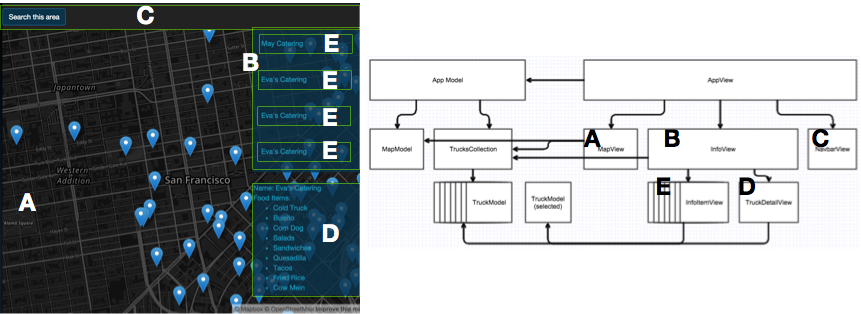 Search this area
C
May Catering
E
B
Eva's Catering
E
Eva's Catering
E
Eva's Catering
E
Japantown
Western
Addition
San Francisco
A
Alamo Square
Name: Eva's Catering
Food Items:
Cold Truck
Burrito
Corn Dog
Salads
Sandwiches
Quesadilla
Tacos
Fried Rice
Cow Mein
D
© Mapbox © OpenStreetMap Improve this
App Model
AppView
MapModel
TrucksCollection
A
MapView
B
InfoView
C
NavbarView
TruckModel
TruckModel
(selected)
E
InfoItemView
D
TruckDetailView